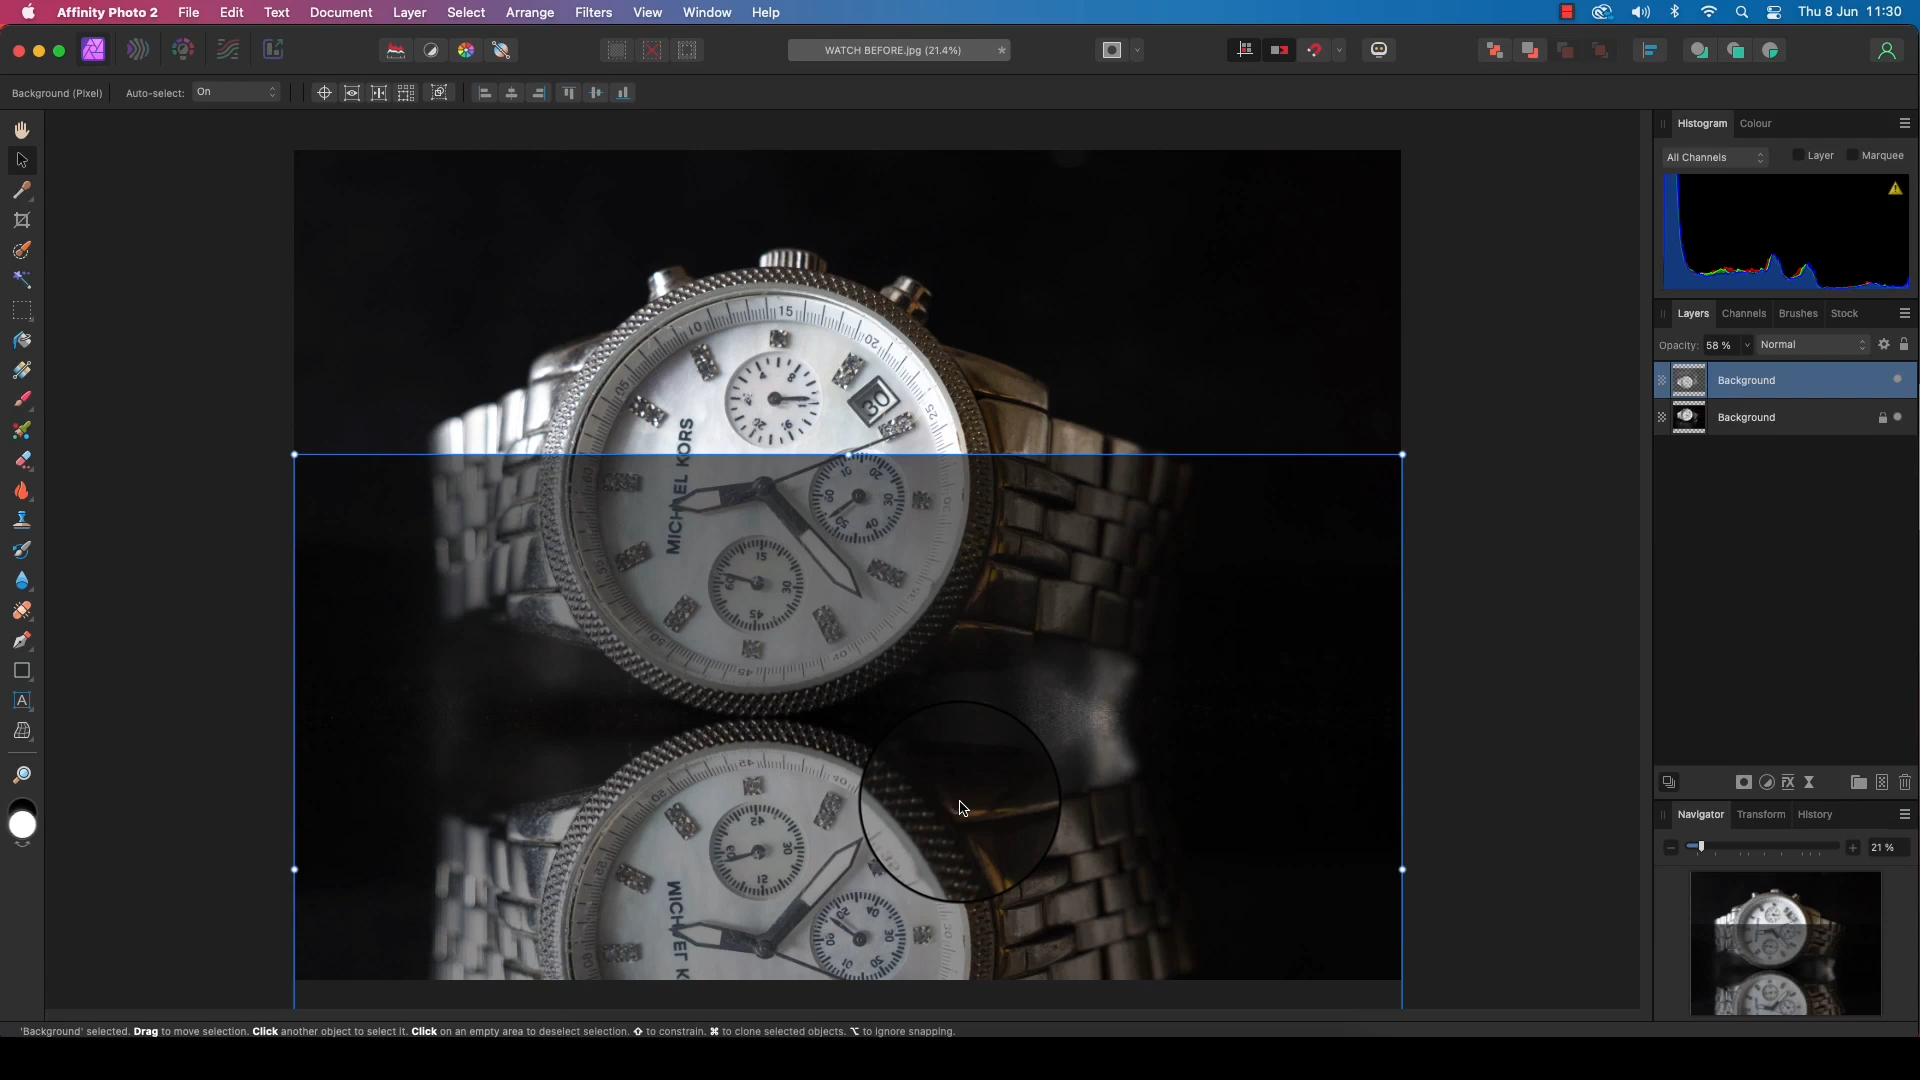 Affinity Photo 2 File Edit Text Document Layer Select Arrange Filters View Window Help Thu 8 Jun 11:30
WATCH BEFORE.jpg (21.4%)
Background (Pixel) Auto-select: On
Histogram Colour
All Channels Layer Marquee
Layers Channels Brushes Stock
Opacity: 58 % Normal
Background
Background
Navigator Transform History
21 %
MICHAEL KORS
30
'Background' selected. Drag to move selection. Click another object to select it. Click on an empty area to deselect selection. ⇧ to constrain. ⌘ to clone selected objects. ⌥ to ignore snapping.